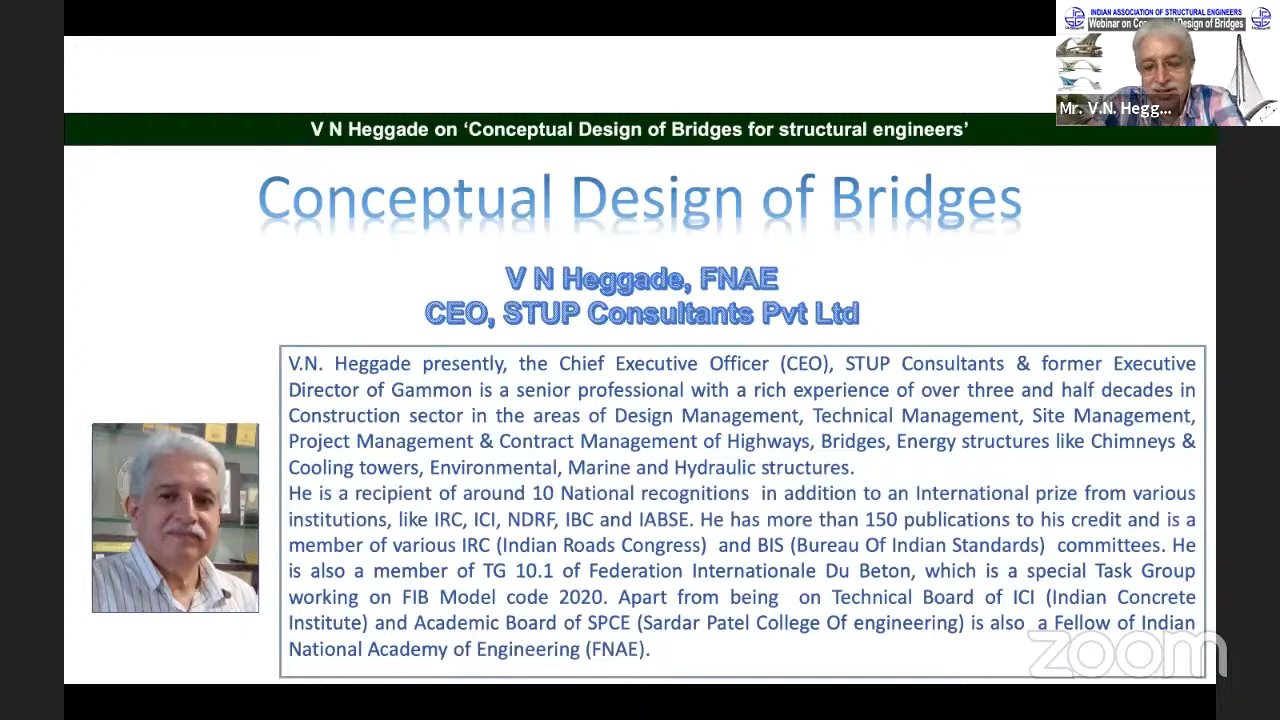 INDIAN ASSOCIATION OF STRUCTURAL ENGINEERS
Webinar on Conceptual Design of Bridges
Mr. V.N. Hegg...
V N Heggade on ‘Conceptual Design of Bridges for structural engineers’
Conceptual Design of Bridges
V N Heggade, FNAE
CEO, STUP Consultants Pvt Ltd
V.N. Heggade presently, the Chief Executive Officer (CEO), STUP Consultants & former Executive
Director of Gammon is a senior professional with a rich experience of over three and half decades in
Construction sector in the areas of Design Management, Technical Management, Site Management,
Project Management & Contract Management of Highways, Bridges, Energy structures like Chimneys &
Cooling towers, Environmental, Marine and Hydraulic structures.
He is a recipient of around 10 National recognitions in addition to an International prize from various
institutions, like IRC, ICI, NDRF, IBC and IABSE. He has more than 150 publications to his credit and is a
member of various IRC (Indian Roads Congress) and BIS (Bureau Of Indian Standards) committees. He
is also a member of TG 10.1 of Federation Internationale Du Beton, which is a special Task Group
working on FIB Model code 2020. Apart from being on Technical Board of ICI (Indian Concrete
Institute) and Academic Board of SPCE (Sardar Patel College Of engineering) is also a Fellow of Indian
National Academy of Engineering (FNAE).
zoom